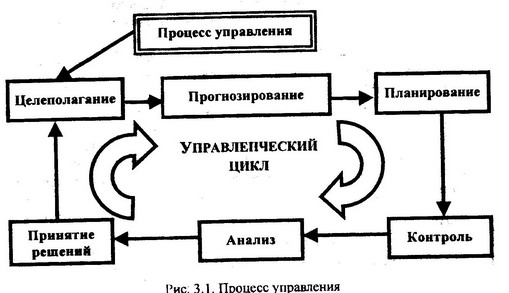 Процесс управления
Целеполагание
Прогнозирование
Планирование
УПРАВЛЕНЧЕСКИЙ
ЦИКЛ
Принятие
решений
Анализ
Контроль
Рис. 3.1. Процесс управления